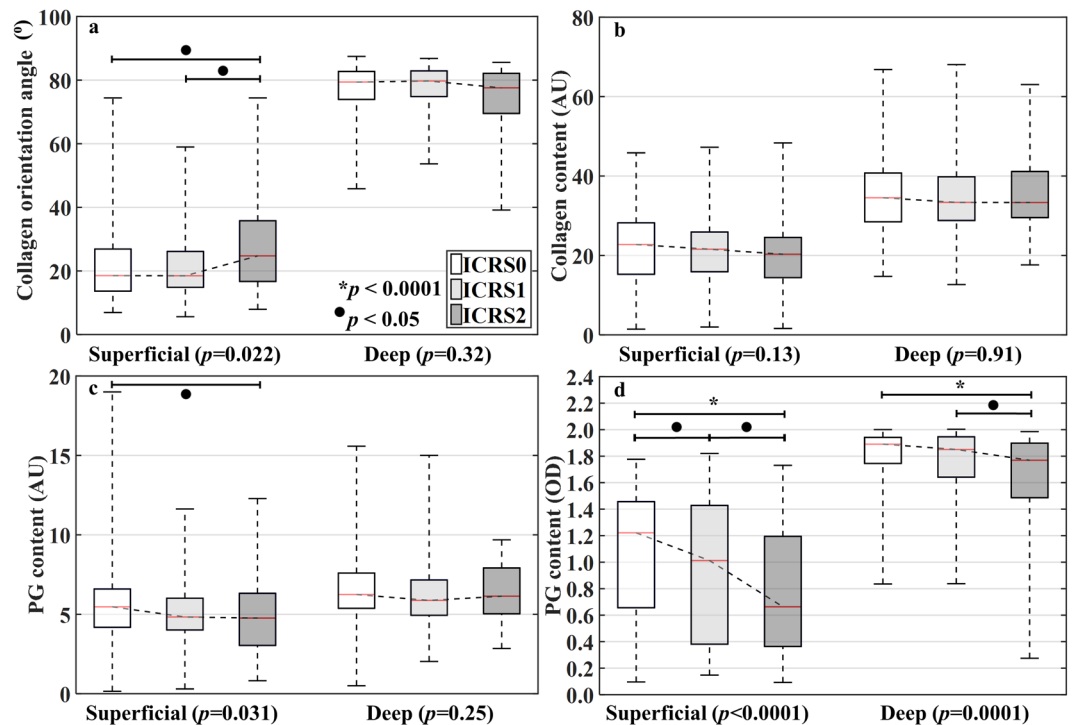 a
Collagen orientation angle (º)
100
80
60
40
20
0
*p < 0.0001
●p < 0.05
ICRS0
ICRS1
ICRS2
Superficial (p=0.022)
Deep (p=0.32)
b
Collagen content (AU)
80
60
40
20
0
Superficial (p=0.13)
Deep (p=0.91)
c
PG content (AU)
20
15
10
5
0
Superficial (p=0.031)
Deep (p=0.25)
d
PG content (OD)
2.4
2.2
2.0
1.8
1.6
1.4
1.2
1.0
0.8
0.6
0.4
0.2
0.0
*
*
Superficial (p<0.0001)
Deep (p=0.0001)